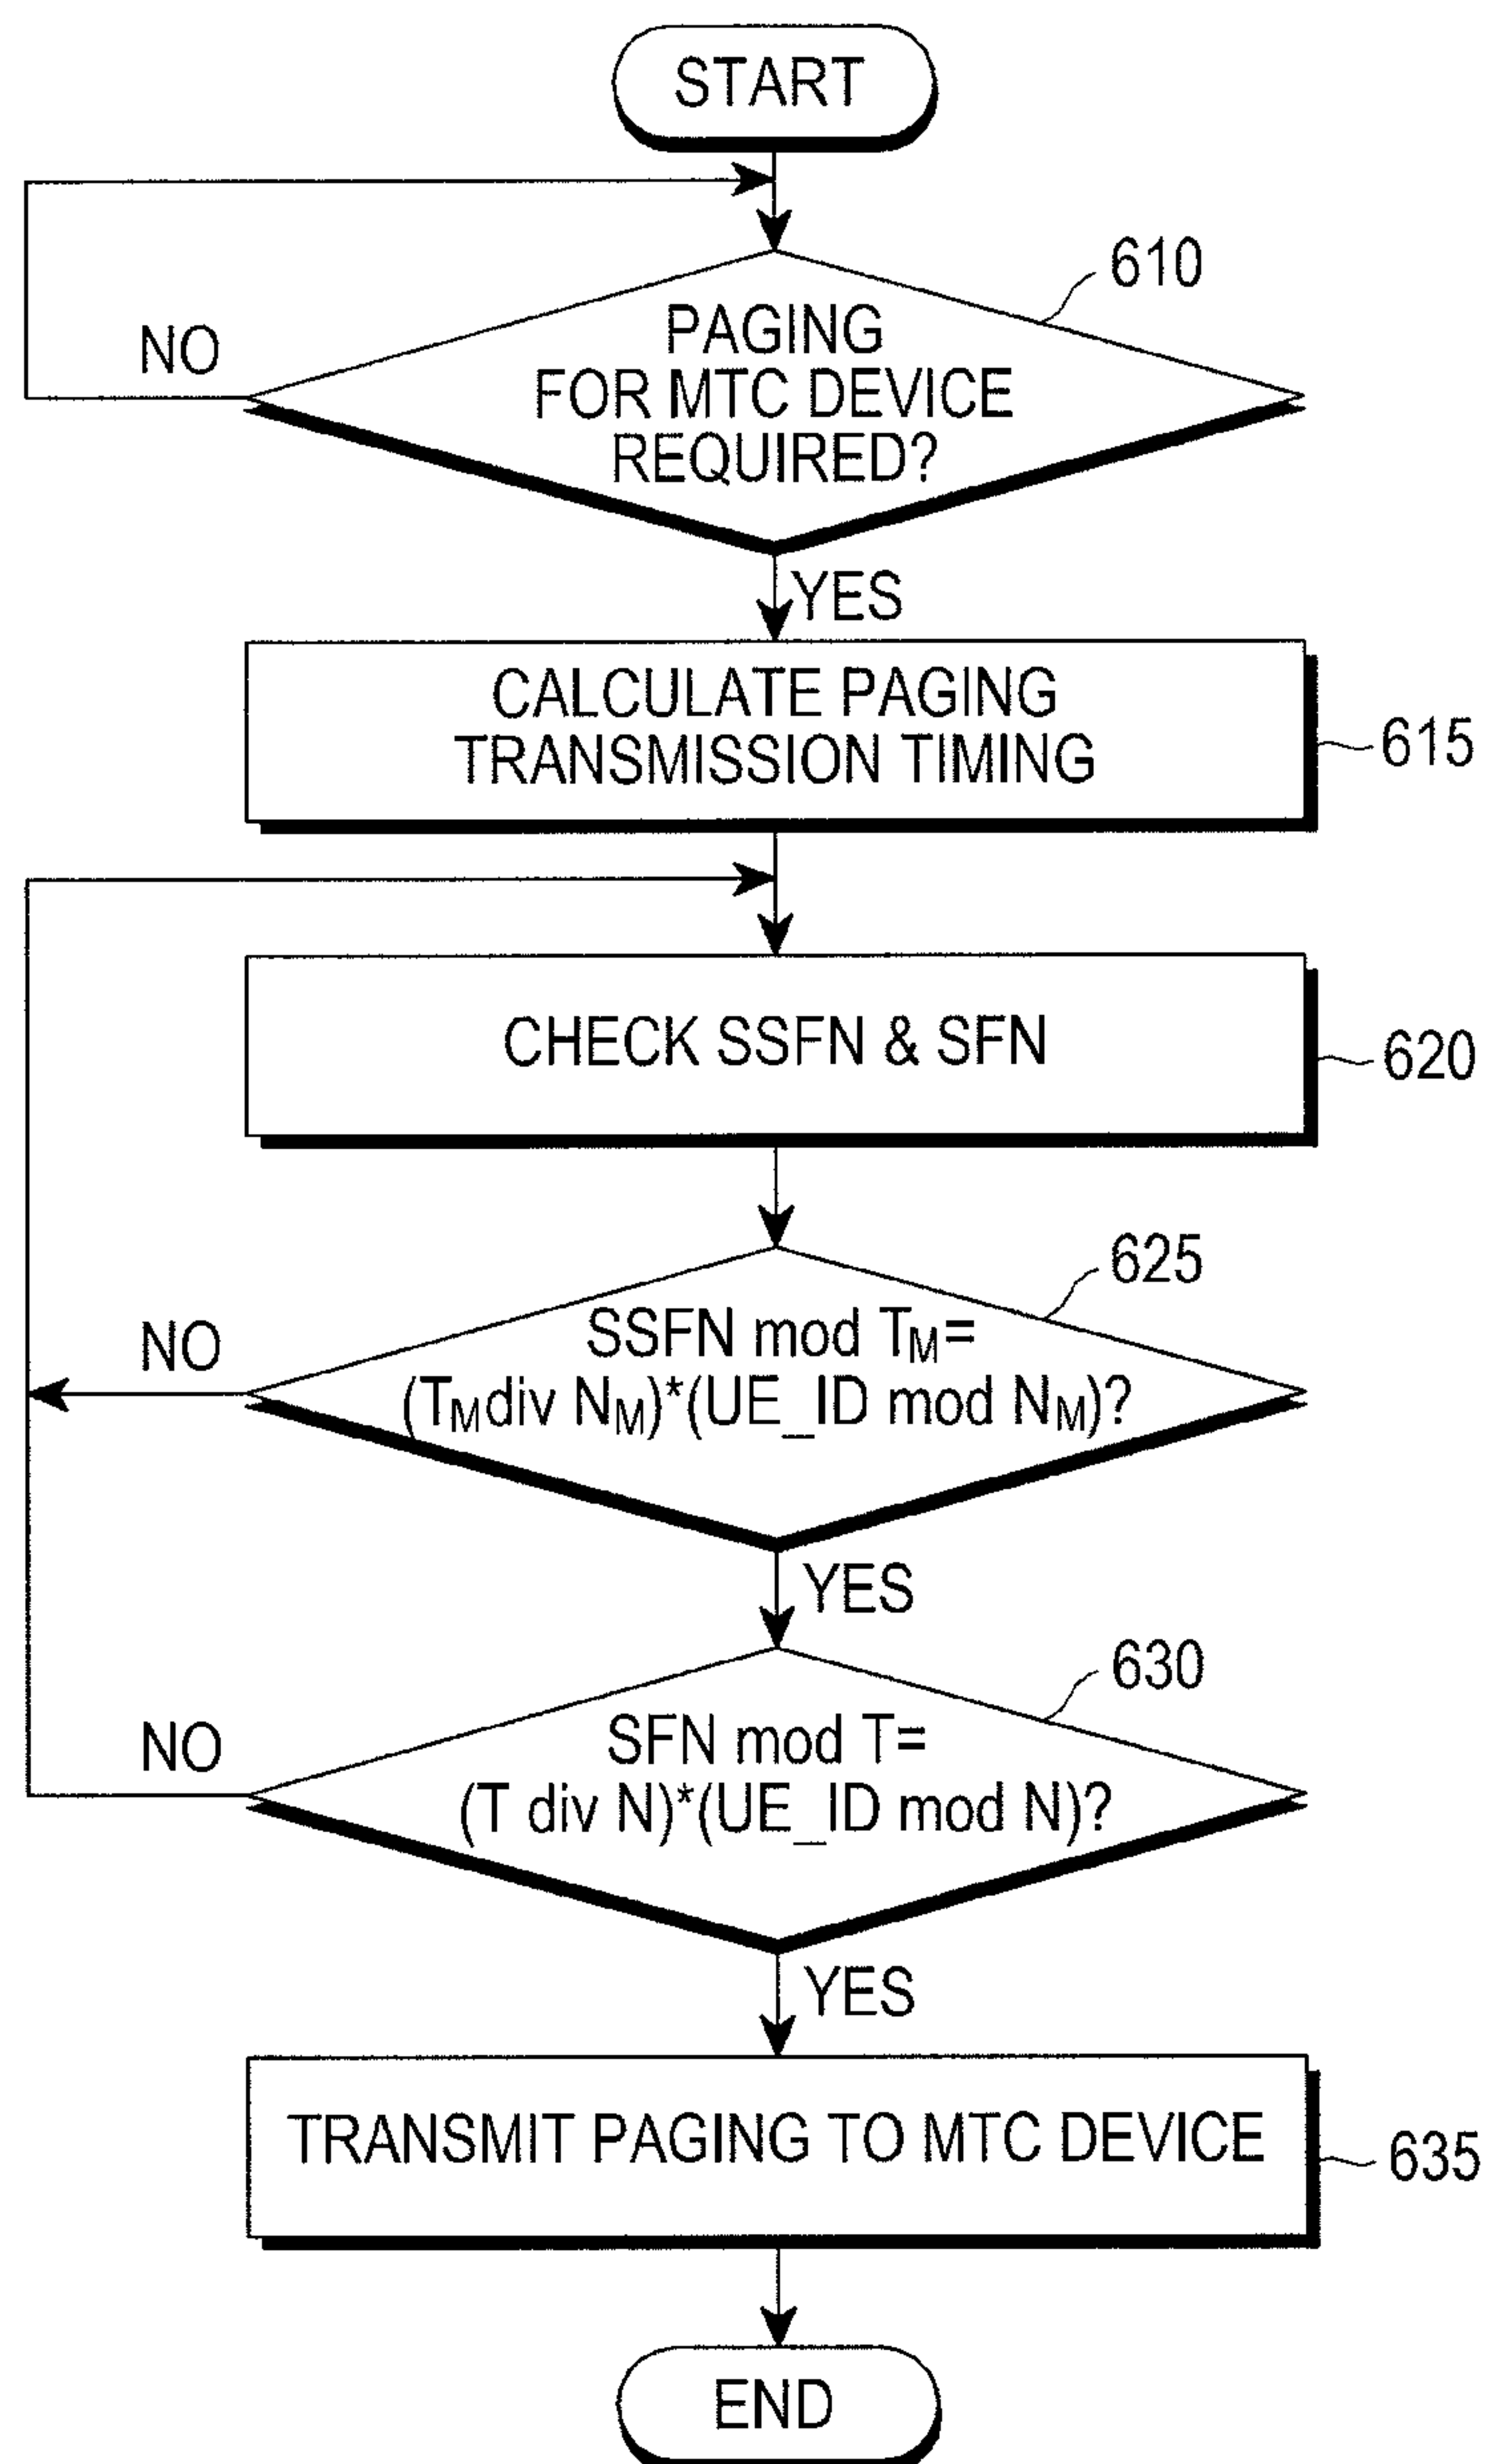 START
610
PAGING
FOR MTC DEVICE
REQUIRED?
NO
YES
CALCULATE PAGING
TRANSMISSION TIMING
615
CHECK SSFN & SFN
620
625
SSFN mod TM=
(TMdiv NM)*(UE_ID mod NM)?
NO
YES
630
SFN mod T=
(T div N)*(UE_ID mod N)?
NO
YES
TRANSMIT PAGING TO MTC DEVICE
635
END